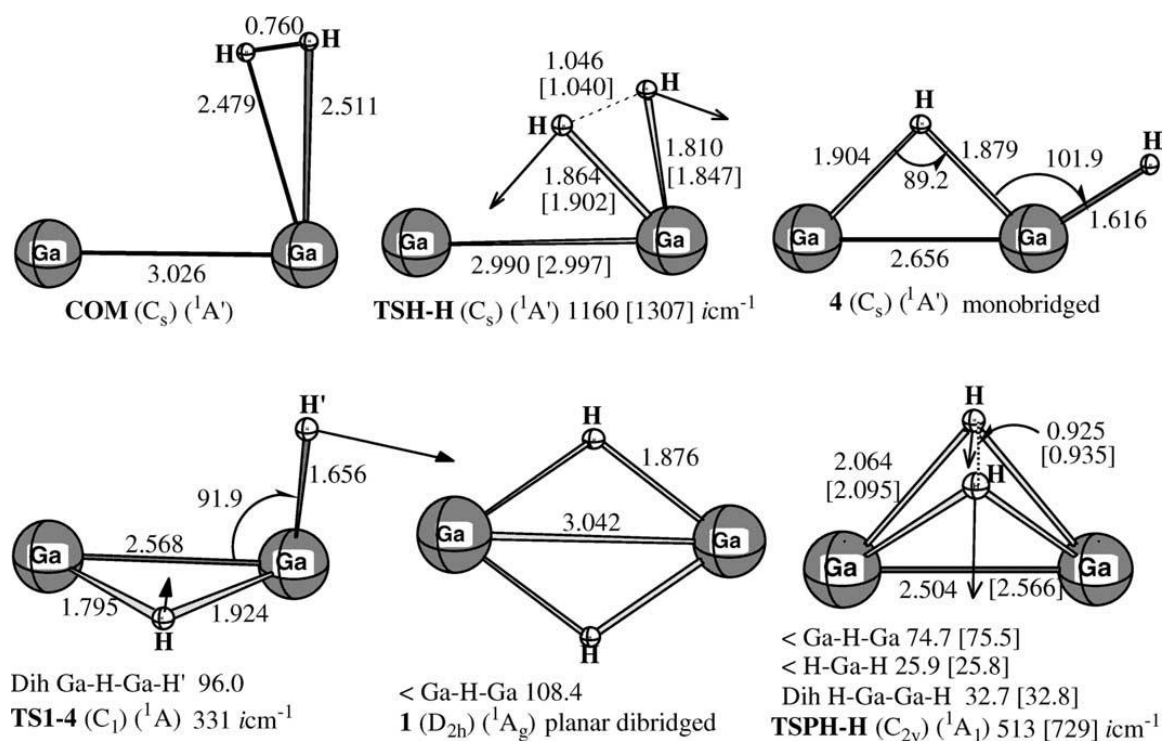 0.760
H H
2.479 2.511
Ga Ga
3.026
COM (Cs) (1A')
1.046
[1.040]
H
H
1.810
[1.847]
1.864
[1.902]
Ga Ga
2.990 [2.997]
TSH-H (Cs) (1A') 1160 [1307] icm-1
H
H
1.904 1.879 101.9
89.2
1.616
Ga Ga
2.656
4 (Cs) (1A') monobridged
H'
1.656
91.9
2.568
Ga Ga
1.795 1.924
H
Dih Ga-H-Ga-H' 96.0
TS1-4 (C1) (1A) 331 icm-1
H
1.876
3.042
Ga Ga
H
< Ga-H-Ga 108.4
1 (D2h) (1Ag) planar dibridged
H
0.925
[0.935]
2.064
[2.095]
H
Ga Ga
2.504 [2.566]
< Ga-H-Ga 74.7 [75.5]
< H-Ga-H 25.9 [25.8]
Dih H-Ga-Ga-H 32.7 [32.8]
TSPH-H (C2v) (1A1) 513 [729] icm-1